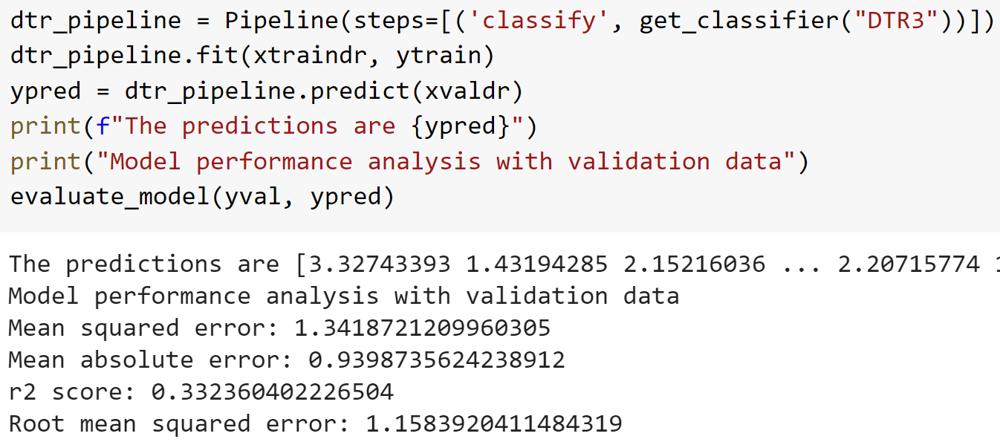 dtr_pipeline = Pipeline(steps=[('classify', get_classifier("DTR3"))])
dtr_pipeline.fit(xtraindr, ytrain)
ypred = dtr_pipeline.predict(xvaldr)
print(f"The predictions are {ypred}")
print("Model performance analysis with validation data")
evaluate_model(yval, ypred)
The predictions are [3.32743393 1.43194285 2.15216036 ... 2.20715774
Model performance analysis with validation data
Mean squared error: 1.3418721209960305
Mean absolute error: 0.9398735624238912
r2 score: 0.332360402226504
Root mean squared error: 1.1583920411484319